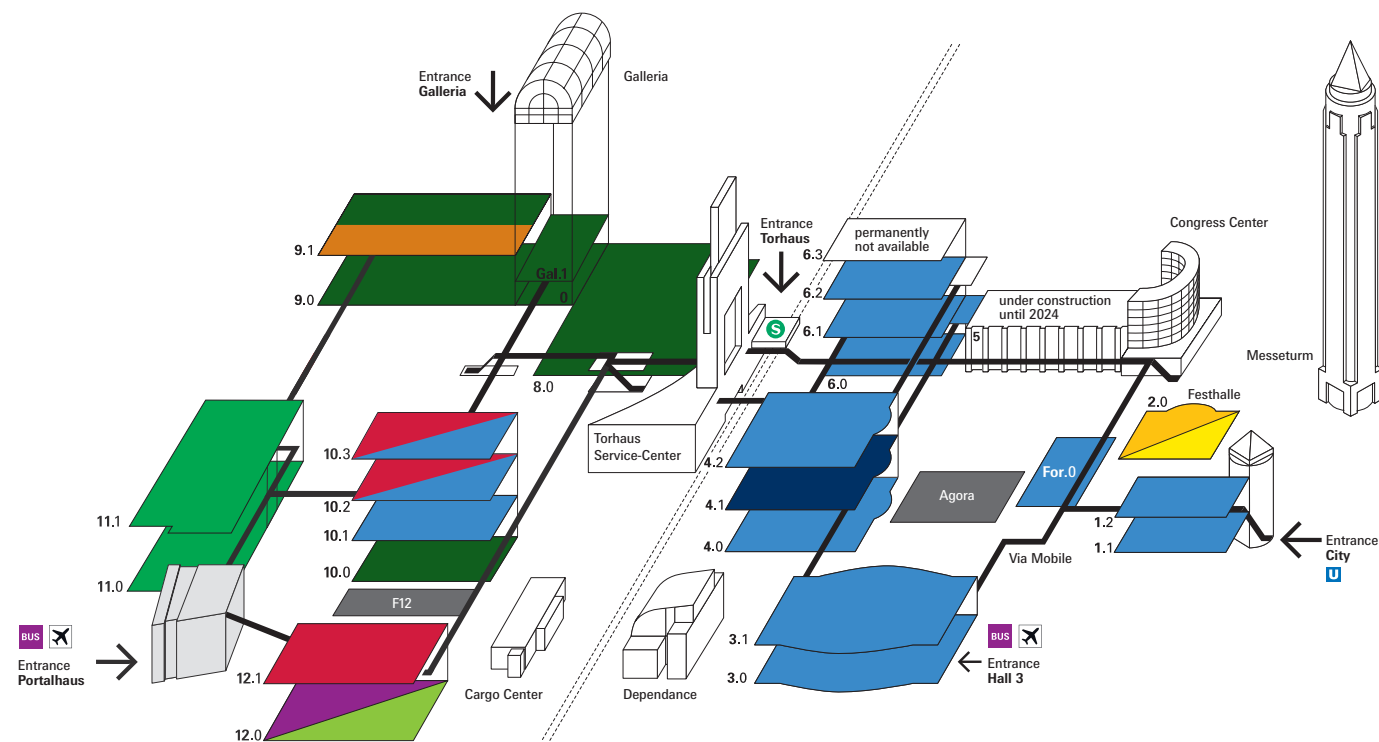 Entrance
Galleria
Galleria
Entrance
Torhaus
S
permanently
not available
Congress Center
6.3
6.2
6.1
6.0
under construction
until 2024
5
9.1
9.0
Gal.1
0
8.0
Messeturm
2.0
Festhalle
4
Torhaus
Service-Center
10.3
10.2
10.1
10.0
11.1
11.0
4.2
4.1
4.0
Agora
For.0
1.2
1.1
Entrance
City
U
Via Mobile
F12
BUS
Entrance
Portalhaus
12.1
12.0
Cargo Center
Dependance
3.1
3.0
BUS
Entrance
Hall 3